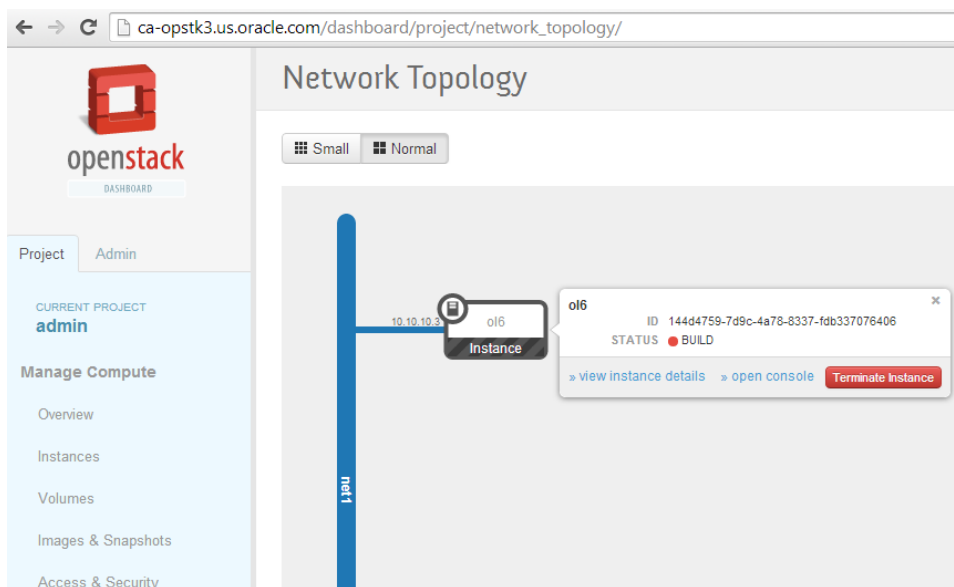 ca-opstk3.us.oracle.com/dashboard/project/network_topology/
openstack
DASHBOARD
Project Admin
CURRENT PROJECT
admin
Manage Compute
Overview
Instances
Volumes
Images & Snapshots
Access & Security
Network Topology
Small Normal
net1
10.10.10.3
ol6
Instance
ol6
ID 144d4759-7d9c-4a78-8337-fdb337076406
STATUS BUILD
» view instance details » open console Terminate Instance